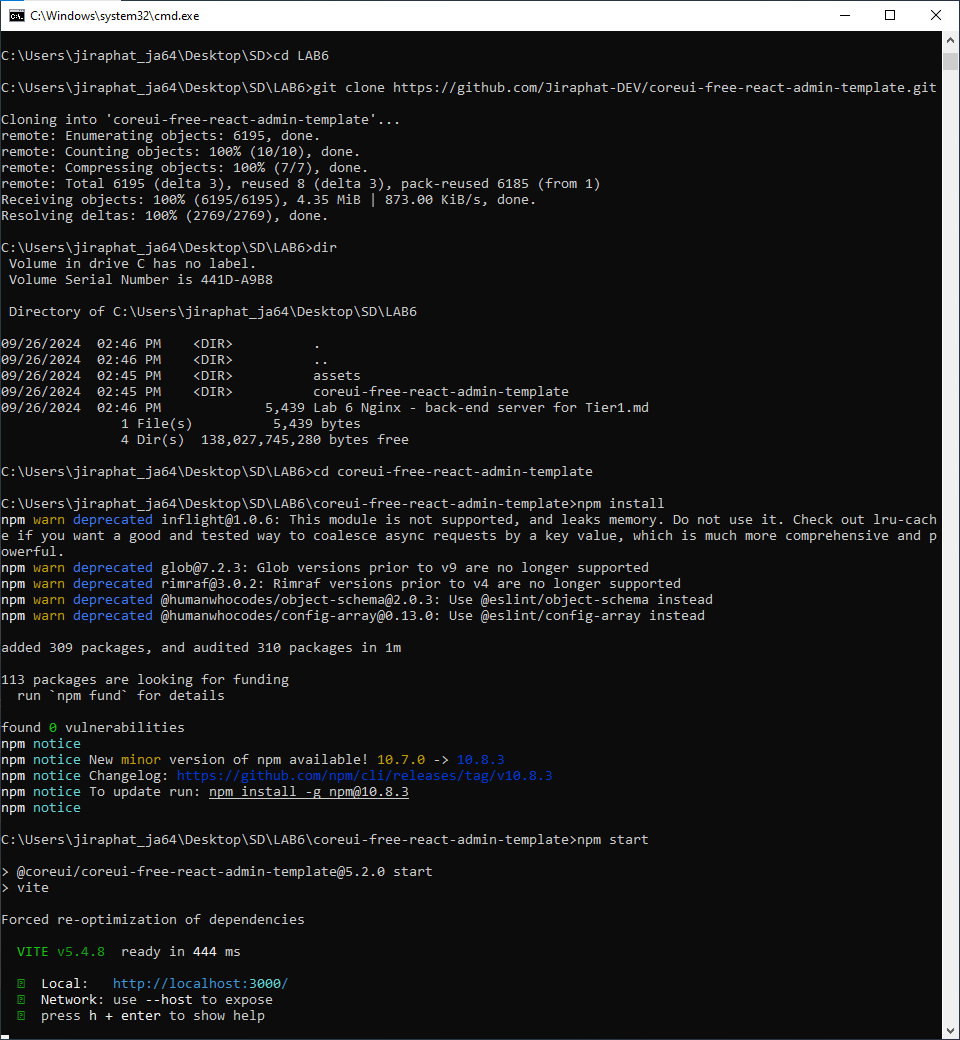 C:\Windows\system32\cmd.exe
C:\Users\jiraphat_ja64\Desktop\SD>cd LAB6
C:\Users\jiraphat_ja64\Desktop\SD\LAB6>git clone https://github.com/Jiraphat-DEV/coreui-free-react-admin-template.git
Cloning into 'coreui-free-react-admin-template'...
remote: Enumerating objects: 6195, done.
remote: Counting objects: 100% (10/10), done.
remote: Compressing objects: 100% (7/7), done.
remote: Total 6195 (delta 3), reused 8 (delta 3), pack-reused 6185 (from 1)
Receiving objects: 100% (6195/6195), 4.35 MiB | 873.00 KiB/s, done.
Resolving deltas: 100% (2769/2769), done.
C:\Users\jiraphat_ja64\Desktop\SD\LAB6>dir
 Volume in drive C has no label.
 Volume Serial Number is 441D-A9B8
 Directory of C:\Users\jiraphat_ja64\Desktop\SD\LAB6
09/26/2024  02:46 PM    <DIR>          .
09/26/2024  02:46 PM    <DIR>          ..
09/26/2024  02:45 PM    <DIR>          assets
09/26/2024  02:45 PM    <DIR>          coreui-free-react-admin-template
09/26/2024  02:46 PM             5,439 Lab 6 Nginx - back-end server for Tier1.md
               1 File(s)          5,439 bytes
               4 Dir(s)  138,027,745,280 bytes free
C:\Users\jiraphat_ja64\Desktop\SD\LAB6>cd coreui-free-react-admin-template
C:\Users\jiraphat_ja64\Desktop\SD\LAB6\coreui-free-react-admin-template>npm install
npm warn deprecated inflight@1.0.6: This module is not supported, and leaks memory. Do not use it. Check out lru-cach
e if you want a good and tested way to coalesce async requests by a key value, which is much more comprehensive and p
owerful.
npm warn deprecated glob@7.2.3: Glob versions prior to v9 are no longer supported
npm warn deprecated rimraf@3.0.2: Rimraf versions prior to v4 are no longer supported
npm warn deprecated @humanwhocodes/object-schema@2.0.3: Use @eslint/object-schema instead
npm warn deprecated @humanwhocodes/config-array@0.13.0: Use @eslint/config-array instead
added 309 packages, and audited 310 packages in 1m
113 packages are looking for funding
  run `npm fund` for details
found 0 vulnerabilities
npm notice
npm notice New minor version of npm available! 10.7.0 -> 10.8.3
npm notice Changelog: https://github.com/npm/cli/releases/tag/v10.8.3
npm notice To update run: npm install -g npm@10.8.3
npm notice
C:\Users\jiraphat_ja64\Desktop\SD\LAB6\coreui-free-react-admin-template>npm start
> @coreui/coreui-free-react-admin-template@5.2.0 start
> vite
Forced re-optimization of dependencies
  VITE v5.4.8  ready in 444 ms
  Local:   http://localhost:3000/
  Network: use --host to expose
  press h + enter to show help